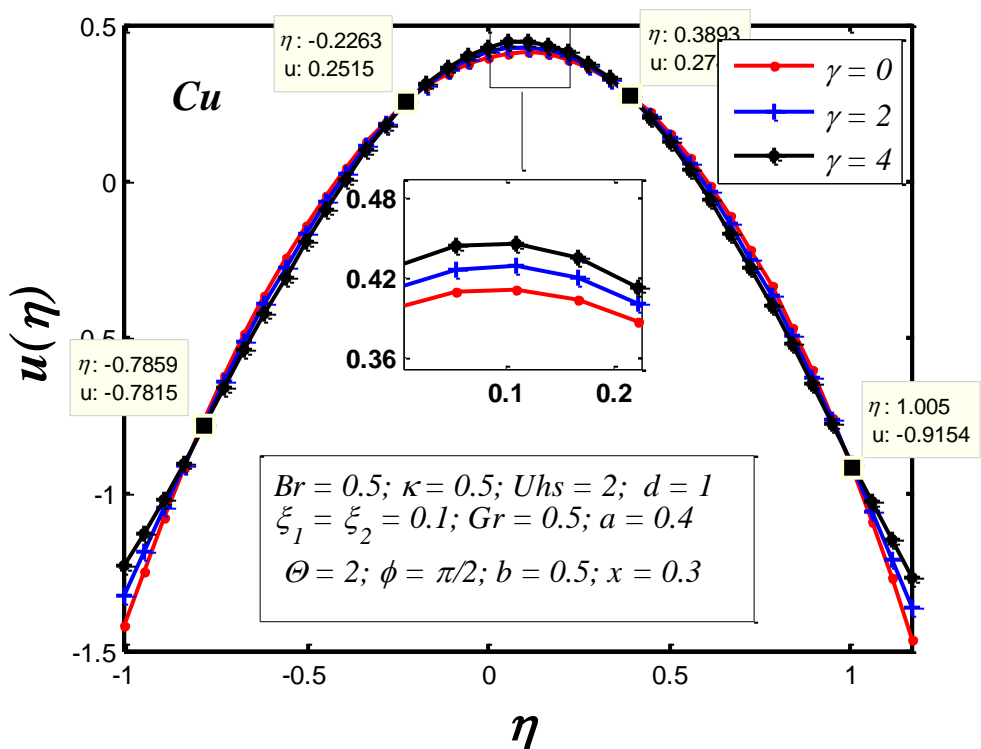 0.5
η : -0.2263
u: 0.2515
η : 0.3893
u: 0.27
Cu
γ = 0
γ = 2
γ = 4
0
0.48
0.42
0.36
0.1
0.2
u(η)
0.5
η : -0.7859
u: -0.7815
η : 1.005
u: -0.9154
-1
Br = 0.5; κ = 0.5; Uhs = 2; d = 1
ξ₁ = ξ₂ = 0.1; Gr = 0.5; a = 0.4
Θ = 2; ϕ = π/2; b = 0.5; x = 0.3
-1.5
-1
-0.5
0
0.5
1
η